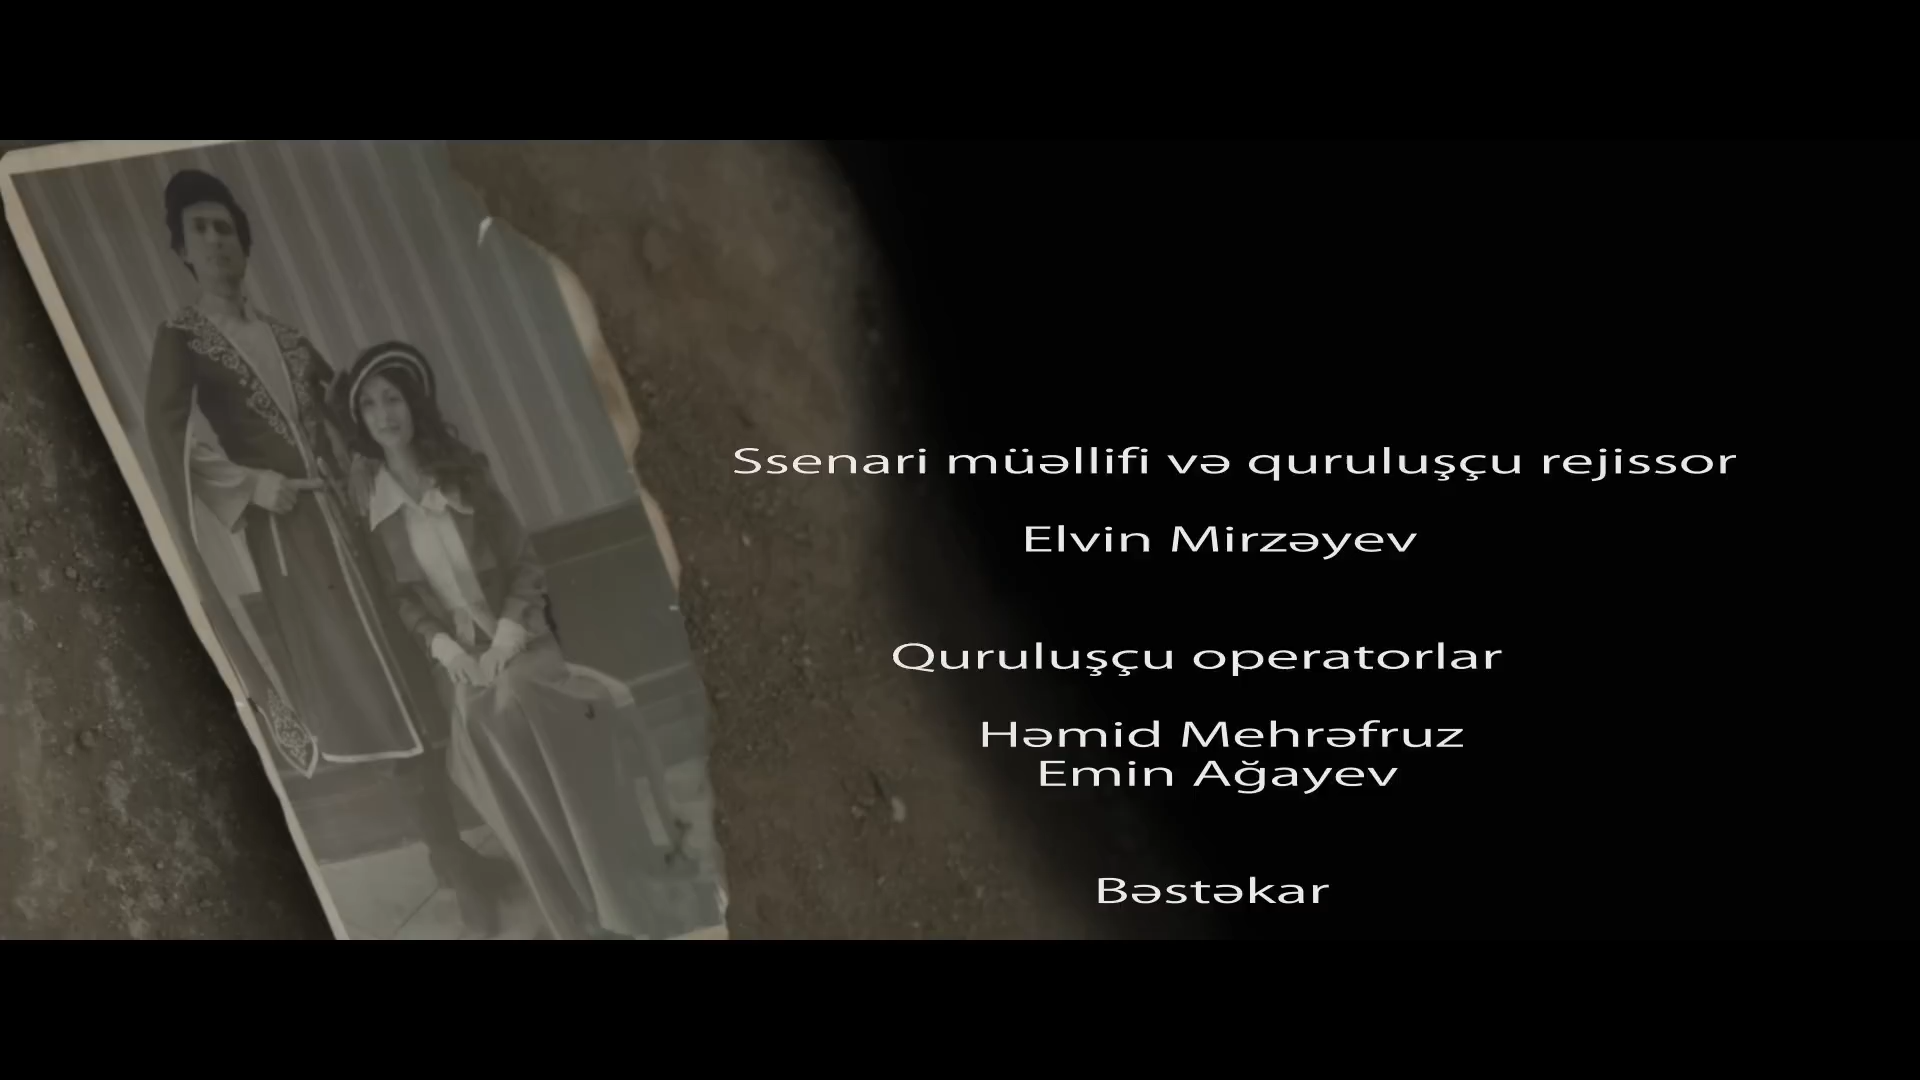 Ssenari müəllifi və quruluşçu rejissor
Elvin Mirzəyev
Quruluşçu operatorlar
Həmid Mehrəfruz
Emin Ağayev
Bəstəkar